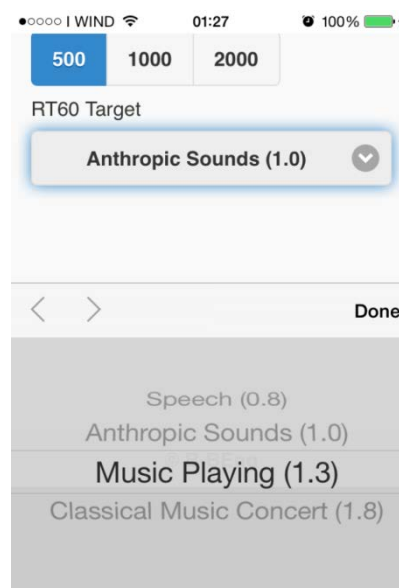 I WIND 01:27 100%
500 1000 2000
RT60 Target
Anthropic Sounds (1.0)
Done
Speech (0.8)
Anthropic Sounds (1.0)
Music Playing (1.3)
Classical Music Concert (1.8)